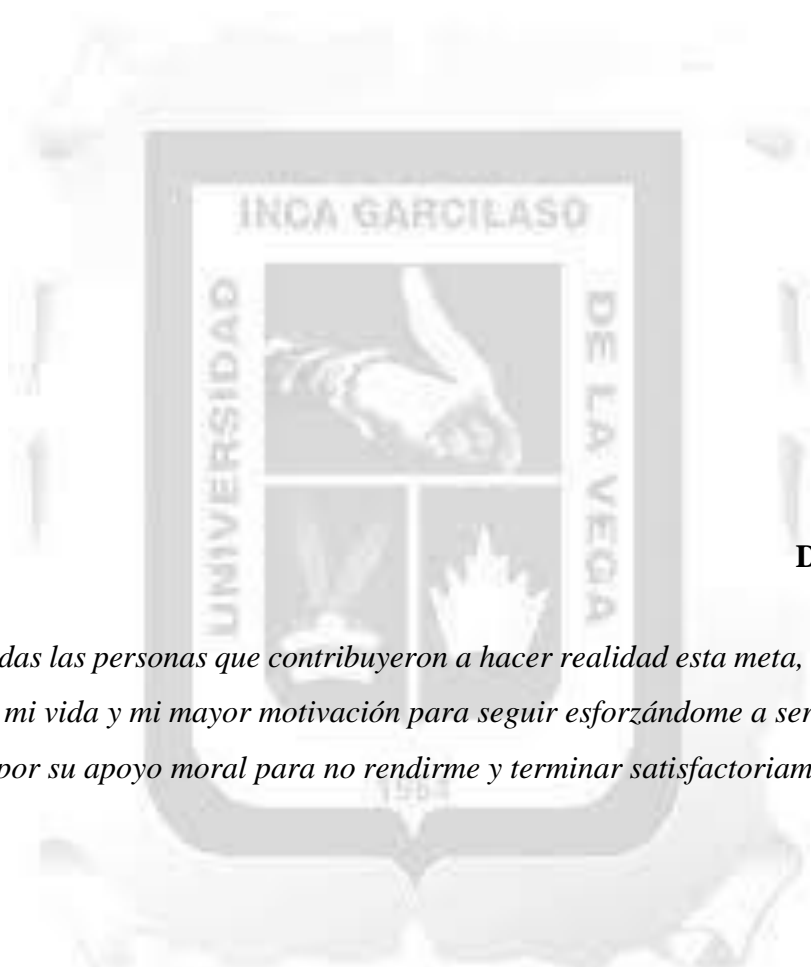 INCA GARCILASO
UNIVERSIDAD
DE LA VEGA
D
das las personas que contribuyeron a hacer realidad esta meta,
mi vida y mi mayor motivación para seguir esforzándome a ser
por su apoyo moral para no rendirme y terminar satisfactoriam
1964